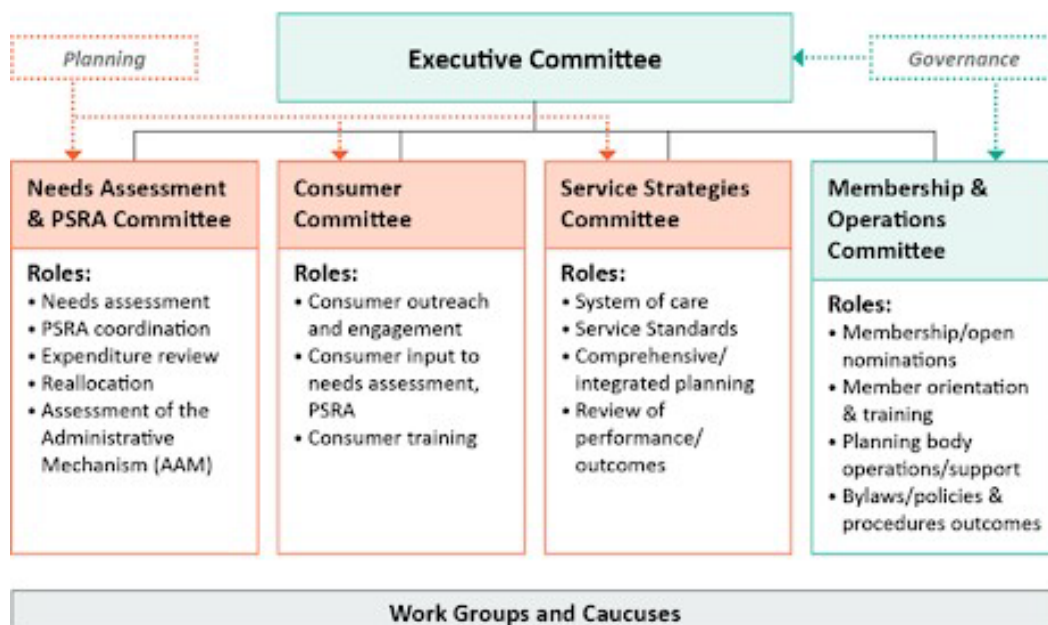 Planning
Executive Committee
Governance
Needs Assessment
& PSRA Committee
Roles:
• Needs assessment
• PSRA coordination
• Expenditure review
• Reallocation
• Assessment of the
Administrative
Mechanism (AAM)
Consumer
Committee
Roles:
• Consumer outreach
and engagement
• Consumer input to
needs assessment,
PSRA
• Consumer training
Service Strategies
Committee
Roles:
• System of care
• Service Standards
• Comprehensive/
integrated planning
• Review of
performance/
outcomes
Membership &
Operations
Committee
Roles:
• Membership/open
nominations
• Member orientation
& training
• Planning body
operations/support
• Bylaws/policies &
procedures outcomes
Work Groups and Caucuses